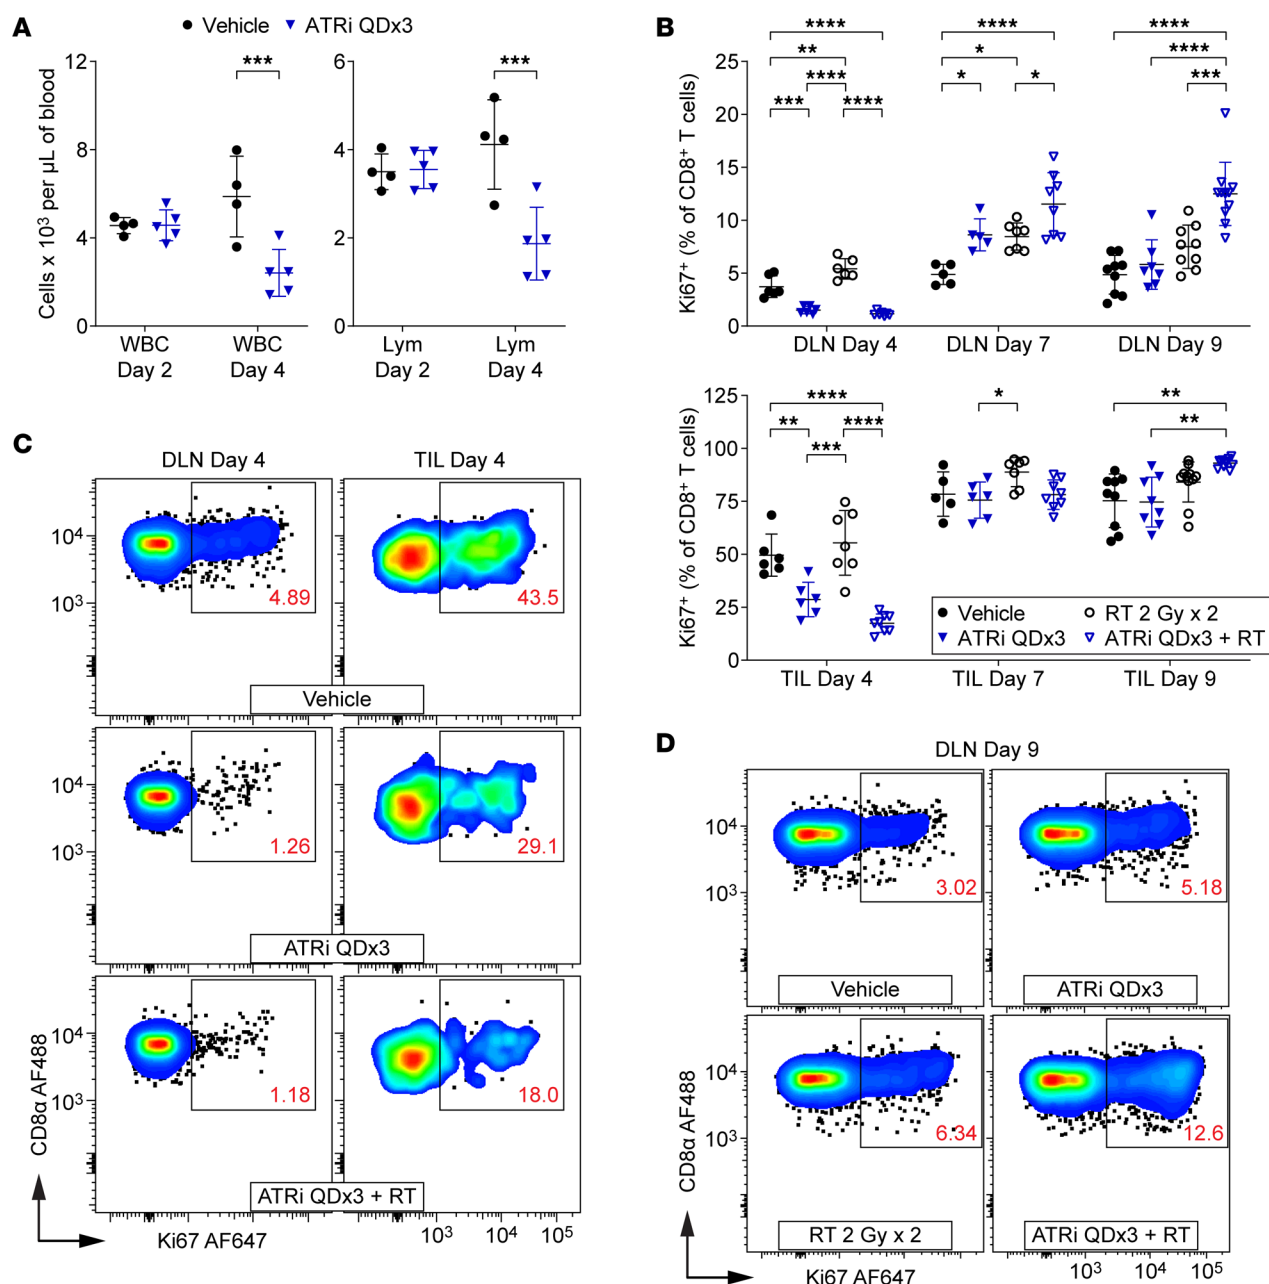 A
● Vehicle ▼ ATRi QDx3
Cells x 10³ per µL of blood
12
8
4
0
***
WBC
Day 2
WBC
Day 4
6
4
2
0
***
Lym
Day 2
Lym
Day 4
B
Ki67⁺ (% of CD8⁺ T cells)
25
20
15
10
5
0
****
**
****
***
****
****
*
*
*
****
****
***
DLN Day 4
DLN Day 7
DLN Day 9
Ki67⁺ (% of CD8⁺ T cells)
125
100
75
50
25
0
****
**
****
***
*
**
**
● Vehicle
○ RT 2 Gy x 2
▼ ATRi QDx3
▽ ATRi QDx3 + RT
TIL Day 4
TIL Day 7
TIL Day 9
C
DLN Day 4
TIL Day 4
10⁴
10³
4.89
43.5
Vehicle
10⁴
10³
1.26
29.1
ATRi QDx3
10⁴
10³
1.18
18.0
ATRi QDx3 + RT
CD8α AF488
Ki67 AF647
10³
10⁴
10⁵
D
DLN Day 9
10⁴
10³
3.02
5.18
Vehicle
ATRi QDx3
10⁴
10³
6.34
12.6
RT 2 Gy x 2
ATRi QDx3 + RT
CD8α AF488
Ki67 AF647
10³
10⁴
10⁵